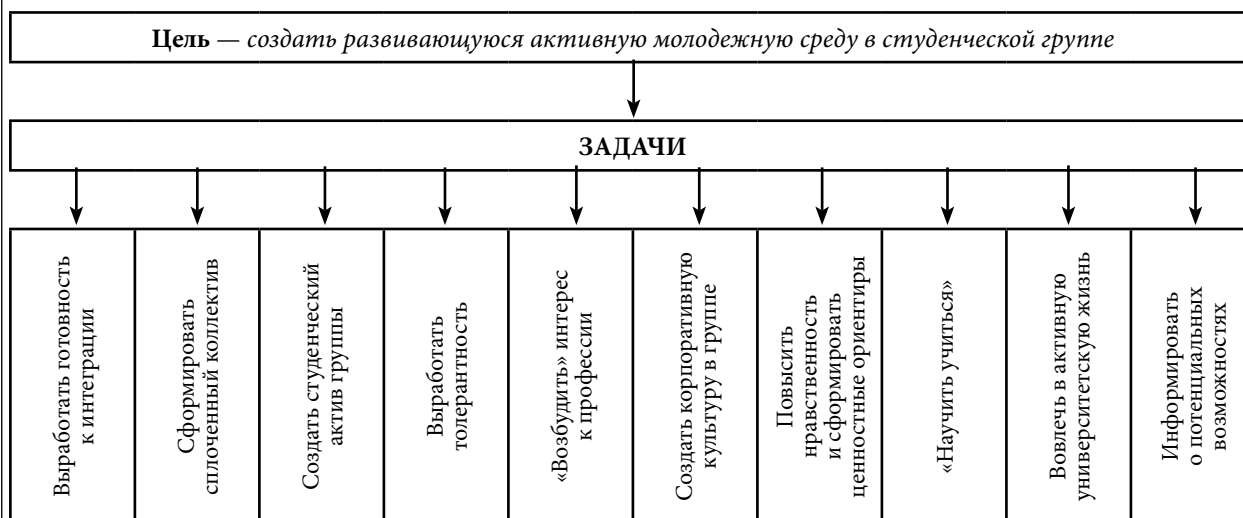 Цель — создать развивающуюся активную молодежную среду в студенческой группе
ЗАДАЧИ
Выработать готовность
к интеграции
Сформировать
сплоченный коллектив
Создать студенческий
актив группы
Выработать
толерантность
«Возбудить» интерес
к профессии
Создать корпоративную
культуру в группе
Повысить
нравственность
и сформировать
ценностные ориентиры
«Научить учиться»
Вовлечь в активную
университетскую жизнь
Информировать
о потенциальных
возможностях